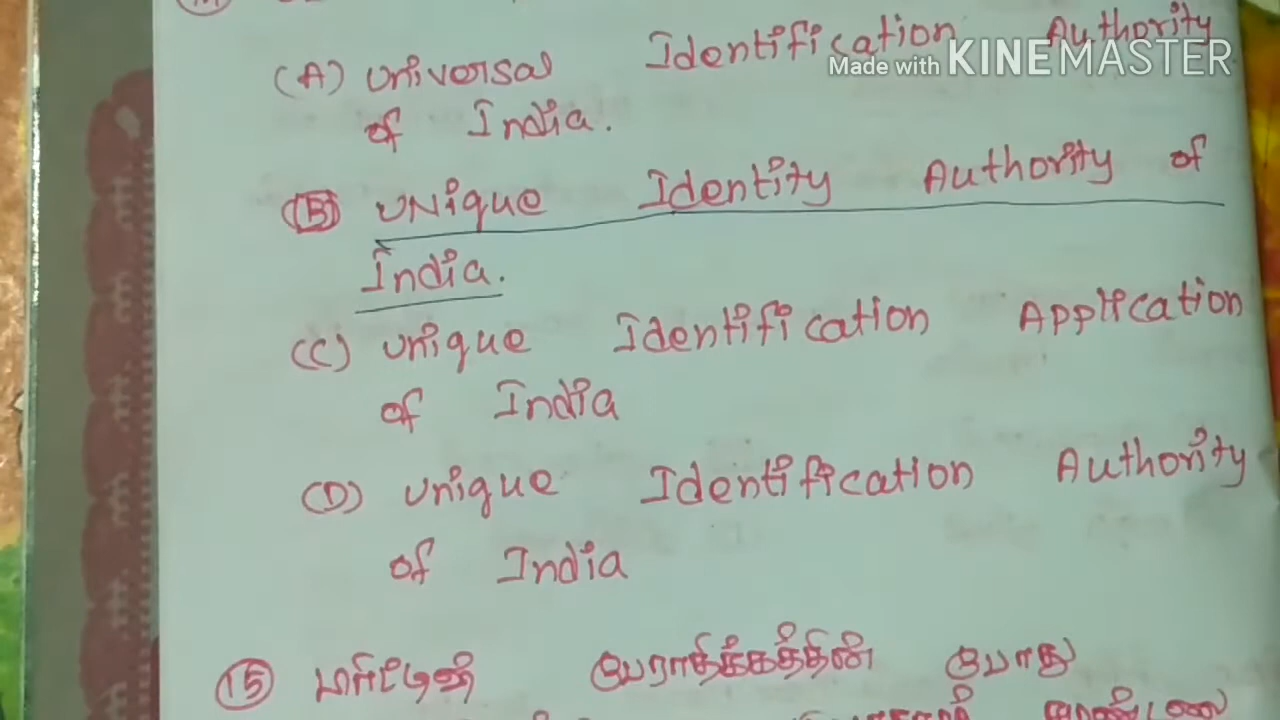 (A) Universal Identification Authority
Made with KINEMASTER
of India.
(B) UNique Identity Authority of
India.
(C) Unique Identification Application
of India
(D) Unique Identification Authority
of India
(15) பேராதிக்கத்தின் போது